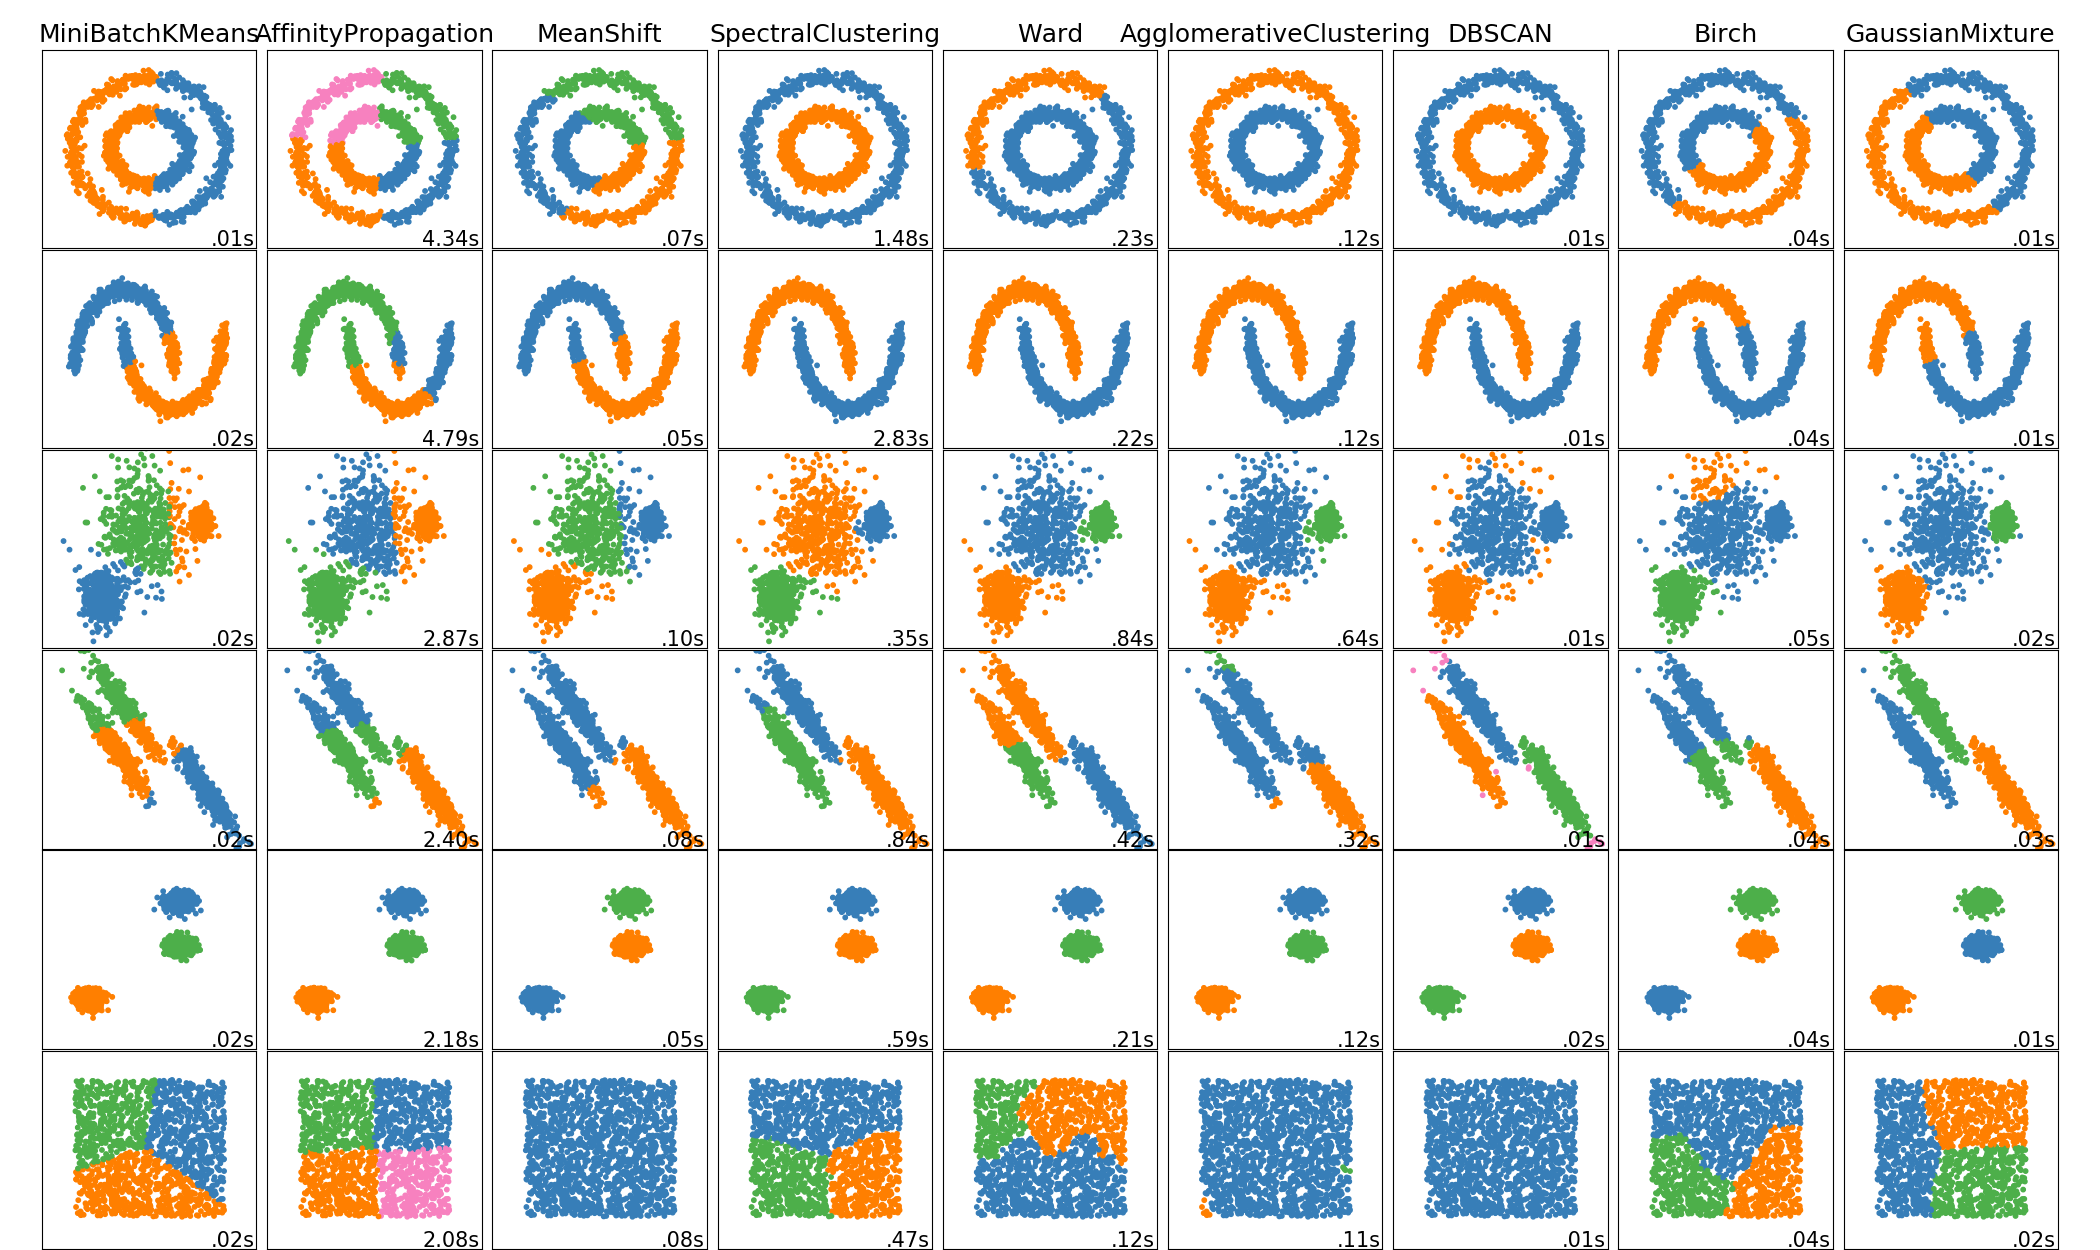 MiniBatchKMeans AffinityPropagation MeanShift SpectralClustering Ward AgglomerativeClustering DBSCAN Birch GaussianMixture
.01s 4.34s .07s 1.48s .23s .12s .01s .04s .01s
.02s 4.79s .05s 2.83s .22s .12s .01s .04s .01s
.02s 2.87s .10s .35s .84s .64s .01s .05s .02s
.02s 2.40s .08s .84s .42s .32s .01s .04s .03s
.02s 2.18s .05s .59s .21s .12s .02s .04s .01s
.02s 2.08s .08s .47s .12s .11s .01s .04s .02s